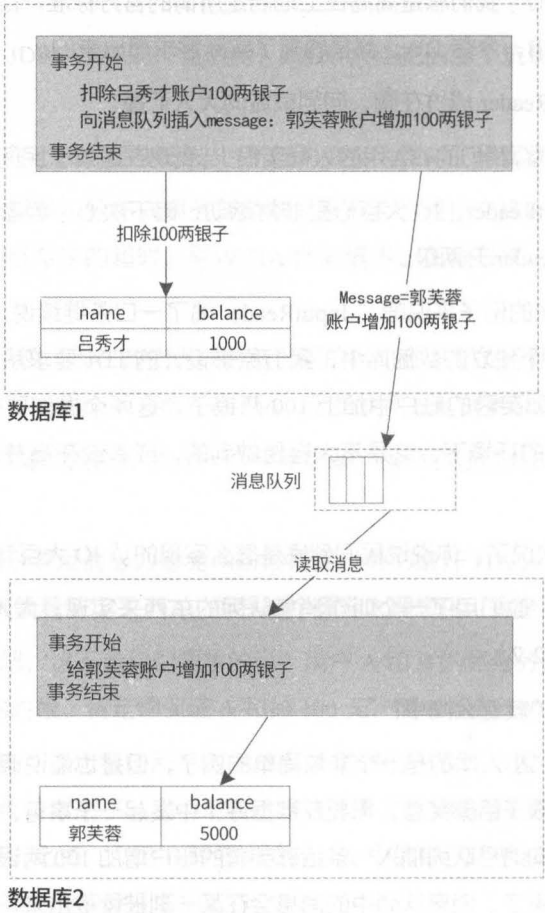 事务开始
扣除吕秀才账户100两银子
向消息队列插入message：郭芙蓉账户增加100两银子
事务结束
扣除100两银子
name balance
吕秀才 1000
Message=郭芙蓉
账户增加100两银子
数据库1
消息队列
读取消息
事务开始
给郭芙蓉账户增加100两银子
事务结束
name balance
郭芙蓉 5000
数据库2